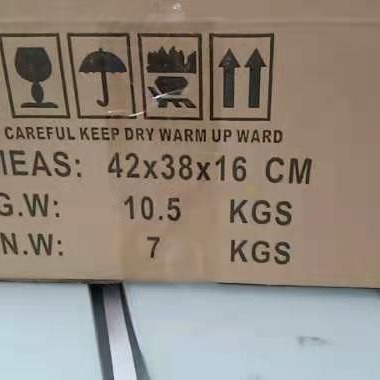 CAREFUL KEEP DRY WARM UP WARD
MEAS: 42x38x16 CM
G.W: 10.5 KGS
N.W: 7 KGS